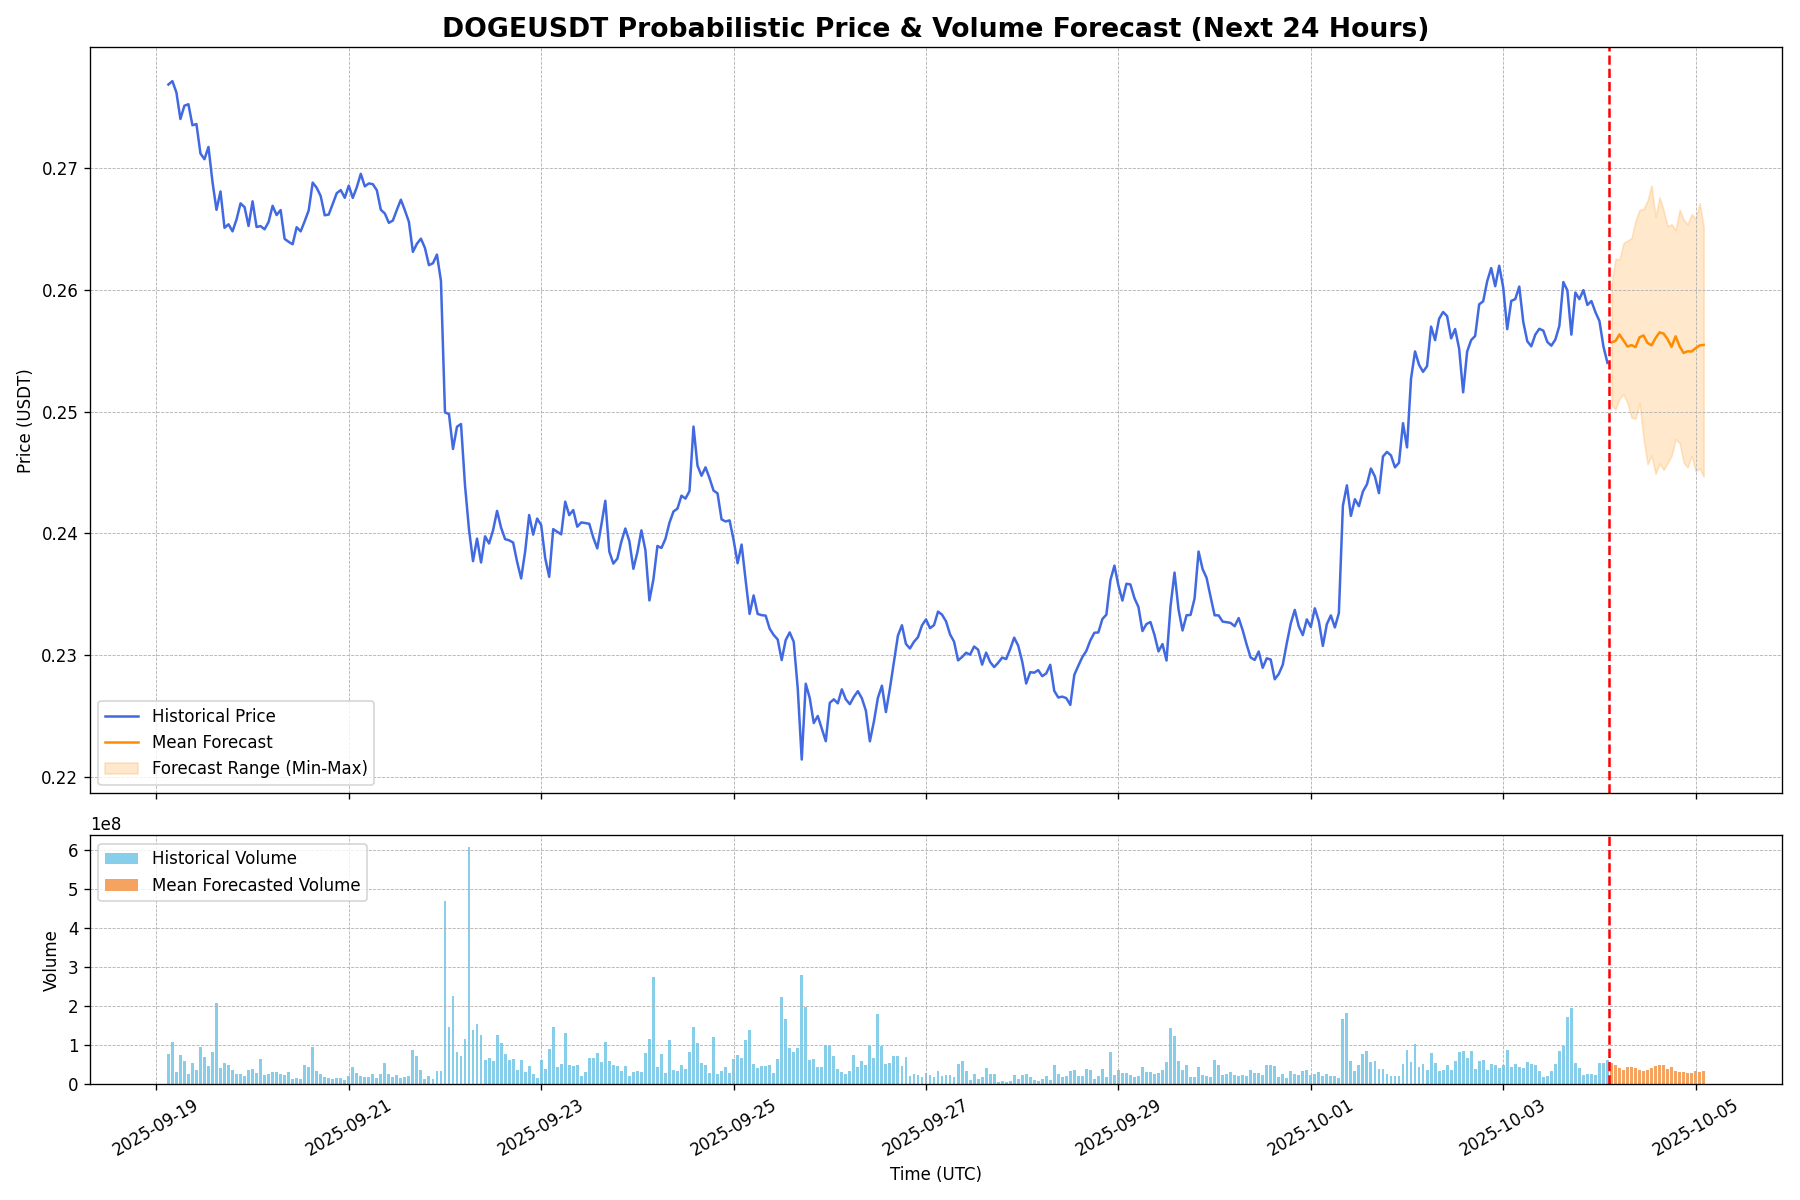 DOGEUSDT Probabilistic Price & Volume Forecast (Next 24 Hours)
Price (USDT)
0.27
0.26
0.25
0.24
0.23
0.22
Historical Price
Mean Forecast
Forecast Range (Min-Max)
1e8
Volume
6
5
4
3
2
1
0
Historical Volume
Mean Forecasted Volume
2025-09-19
2025-09-21
2025-09-23
2025-09-25
2025-09-27
2025-09-29
2025-10-01
2025-10-03
2025-10-05
Time (UTC)